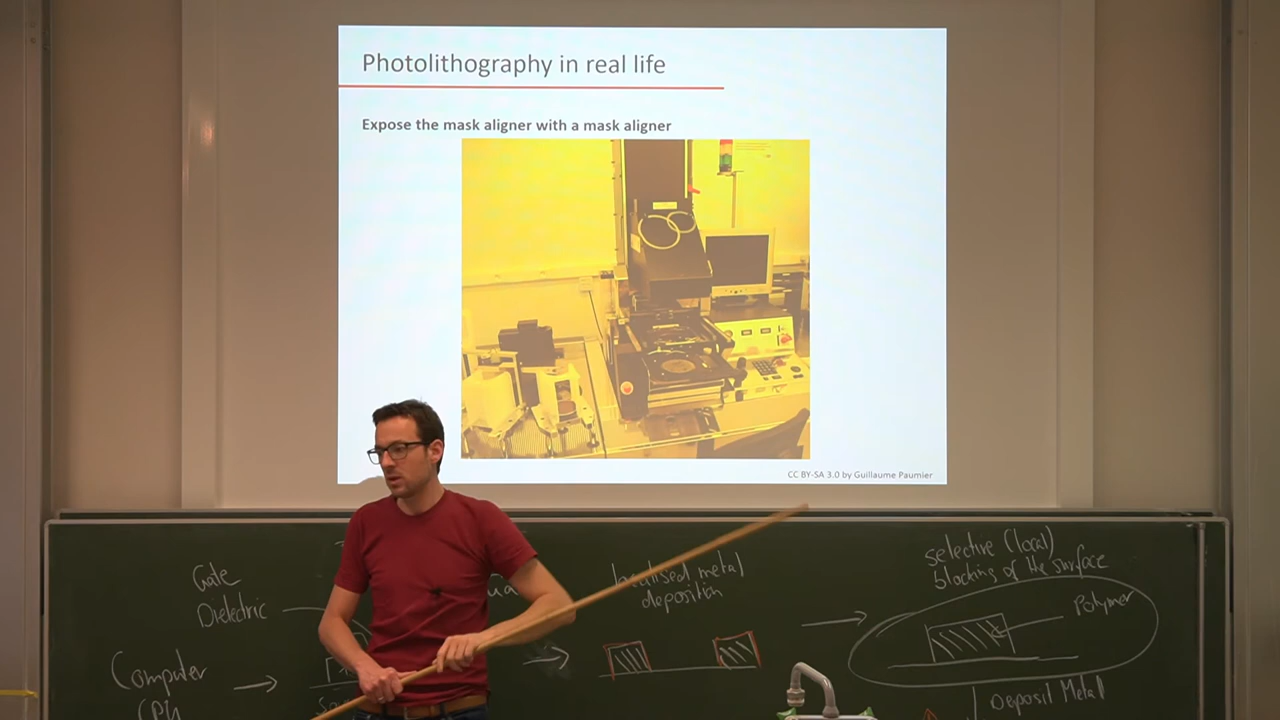 Photolithography in real life
Expose the mask aligner with a mask aligner
CC BY-SA 3.0 by Guillaume Paumier
Gate
Dielectric
Computer
CPU
localised metal
deposition
selective (local)
blocking of the surface
Polymer
Deposit Metal